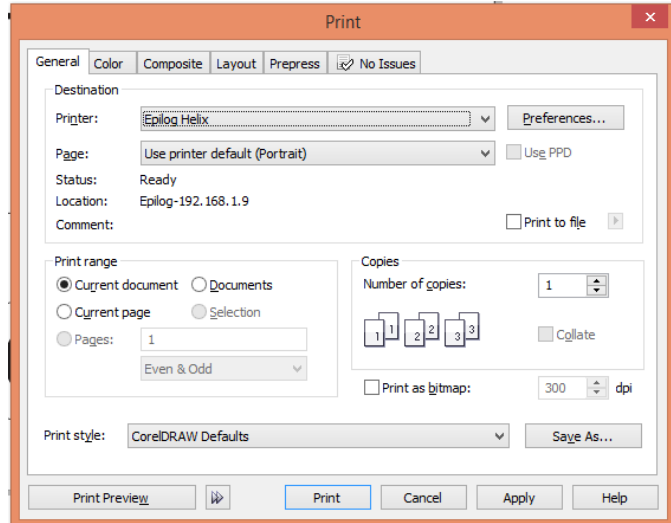 Print
General Color Composite Layout Prepress No Issues
Destination
Printer: Epilog Helix Preferences...
Page: Use printer default (Portrait) Use PPD
Status: Ready
Location: Epilog-192.168.1.9
Comment: Print to file
Print range Copies
Current document Documents Number of copies: 1
Current page Selection
Pages: 1 1 1 2 2 3 3 Collate
Even & Odd Print as bitmap: 300 dpi
Print style: CorelDRAW Defaults Save As...
Print Preview Print Cancel Apply Help